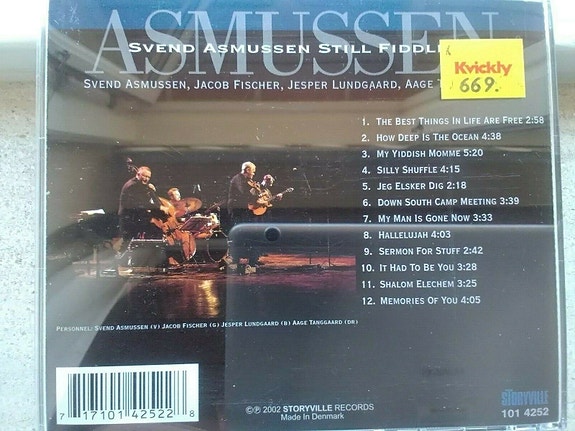 ASMUSSEN
SVEND ASMUSSEN STILL FIDDLI
SVEND ASMUSSEN, JACOB FISCHER, JESPER LUNDGAARD, AAGE T
Kvickly
669.
1. THE BEST THINGS IN LIFE ARE FREE 2:58
2. HOW DEEP IS THE OCEAN 4:38
3. MY YIDDISH MOMME 5:20
4. SILLY SHUFFLE 4:15
5. JEG ELSKER DIG 2:18
6. DOWN SOUTH CAMP MEETING 3:39
7. MY MAN IS GONE NOW 3:33
8. HALLELUJAH 4:03
9. SERMON FOR STUFF 2:42
10. IT HAD TO BE YOU 3:28
11. SHALOM ELECHEM 3:25
12. MEMORIES OF YOU 4:05
PERSONNEL: SVEND ASMUSSEN (V) JACOB FISCHER (G) JESPER LUNDGAARD (B) AAGE TANGGAARD (DR)
7 17101 42522 8
©℗ 2002 STORYVILLE RECORDS
Made in Denmark
STORYVILLE
101 4252